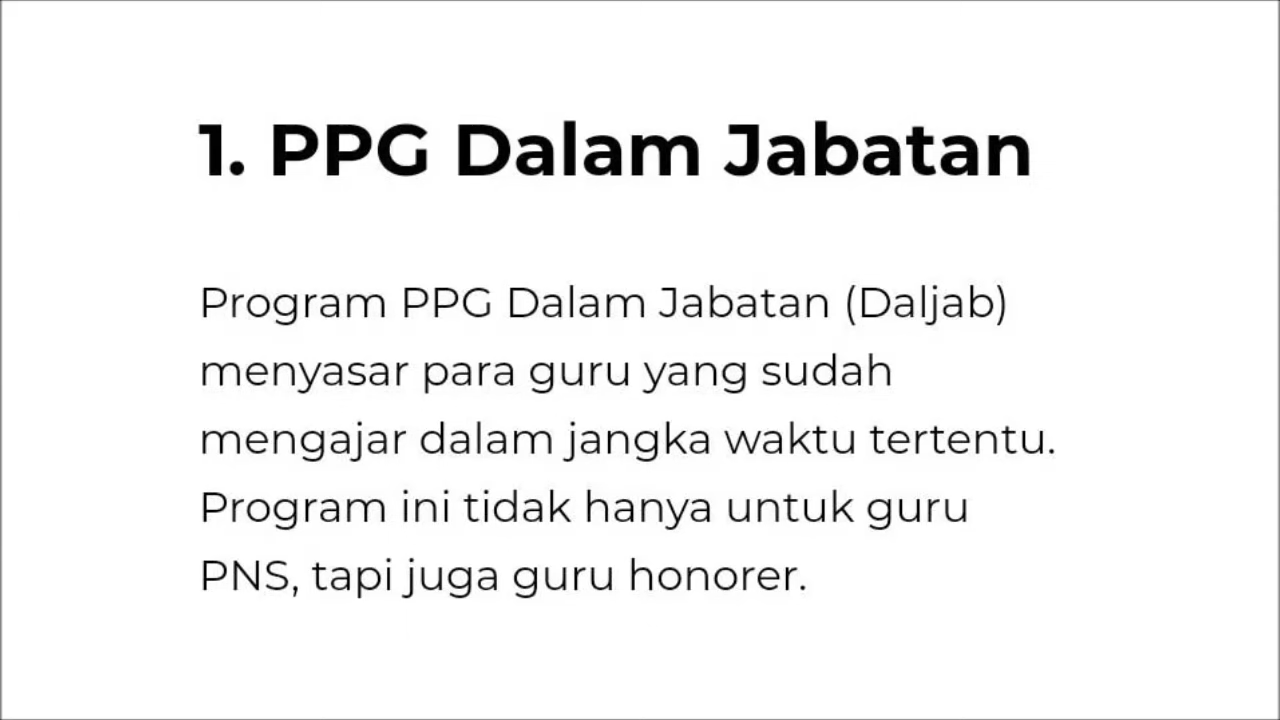 1. PPG Dalam Jabatan
Program PPG Dalam Jabatan (Daljab)
menyasar para guru yang sudah
mengajar dalam jangka waktu tertentu.
Program ini tidak hanya untuk guru
PNS, tapi juga guru honorer.